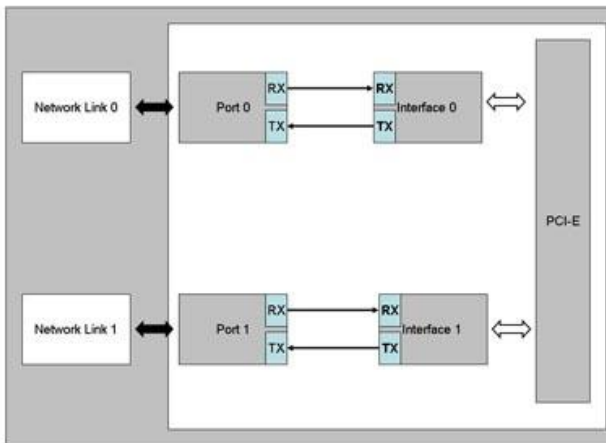 Network Link 0
Port 0
RX
TX
RX
TX
Interface 0
PCI-E
Network Link 1
Port 1
RX
TX
RX
TX
Interface 1